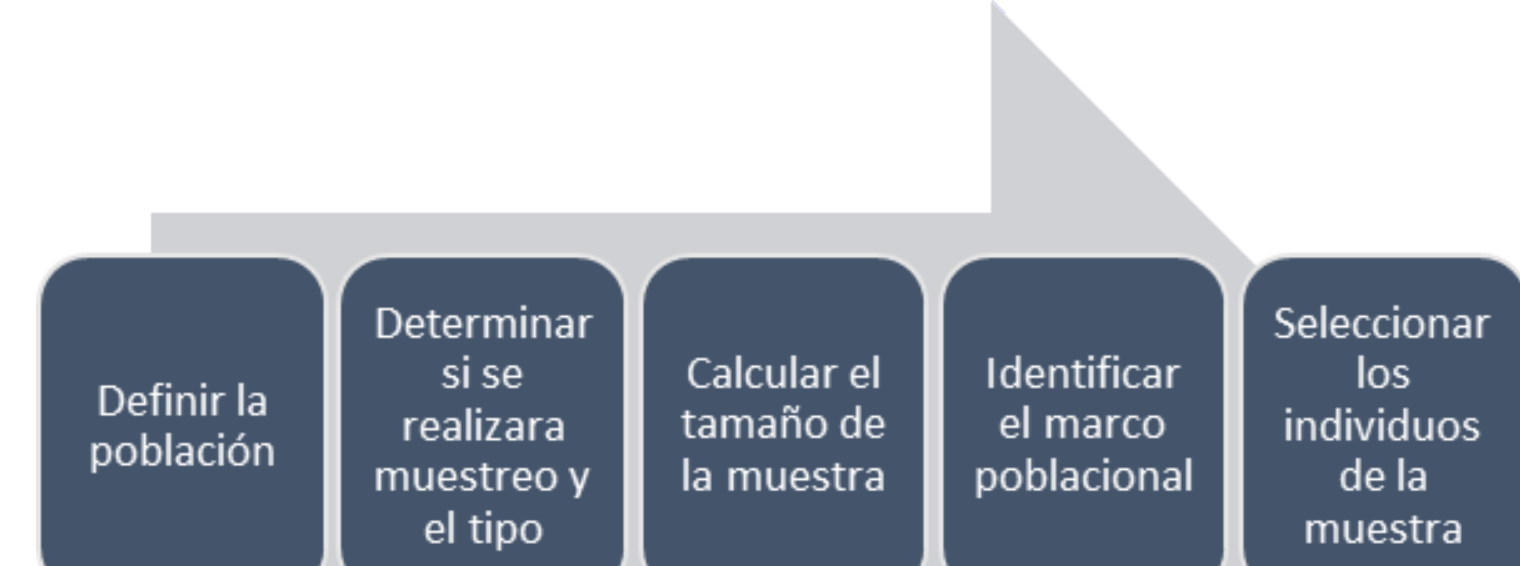 Definir la
población
Determinar
si se
realizara
muestreo y
el tipo
Calcular el
tamaño de
la muestra
Identificar
el marco
poblacional
Seleccionar
los
individuos
de la
muestra